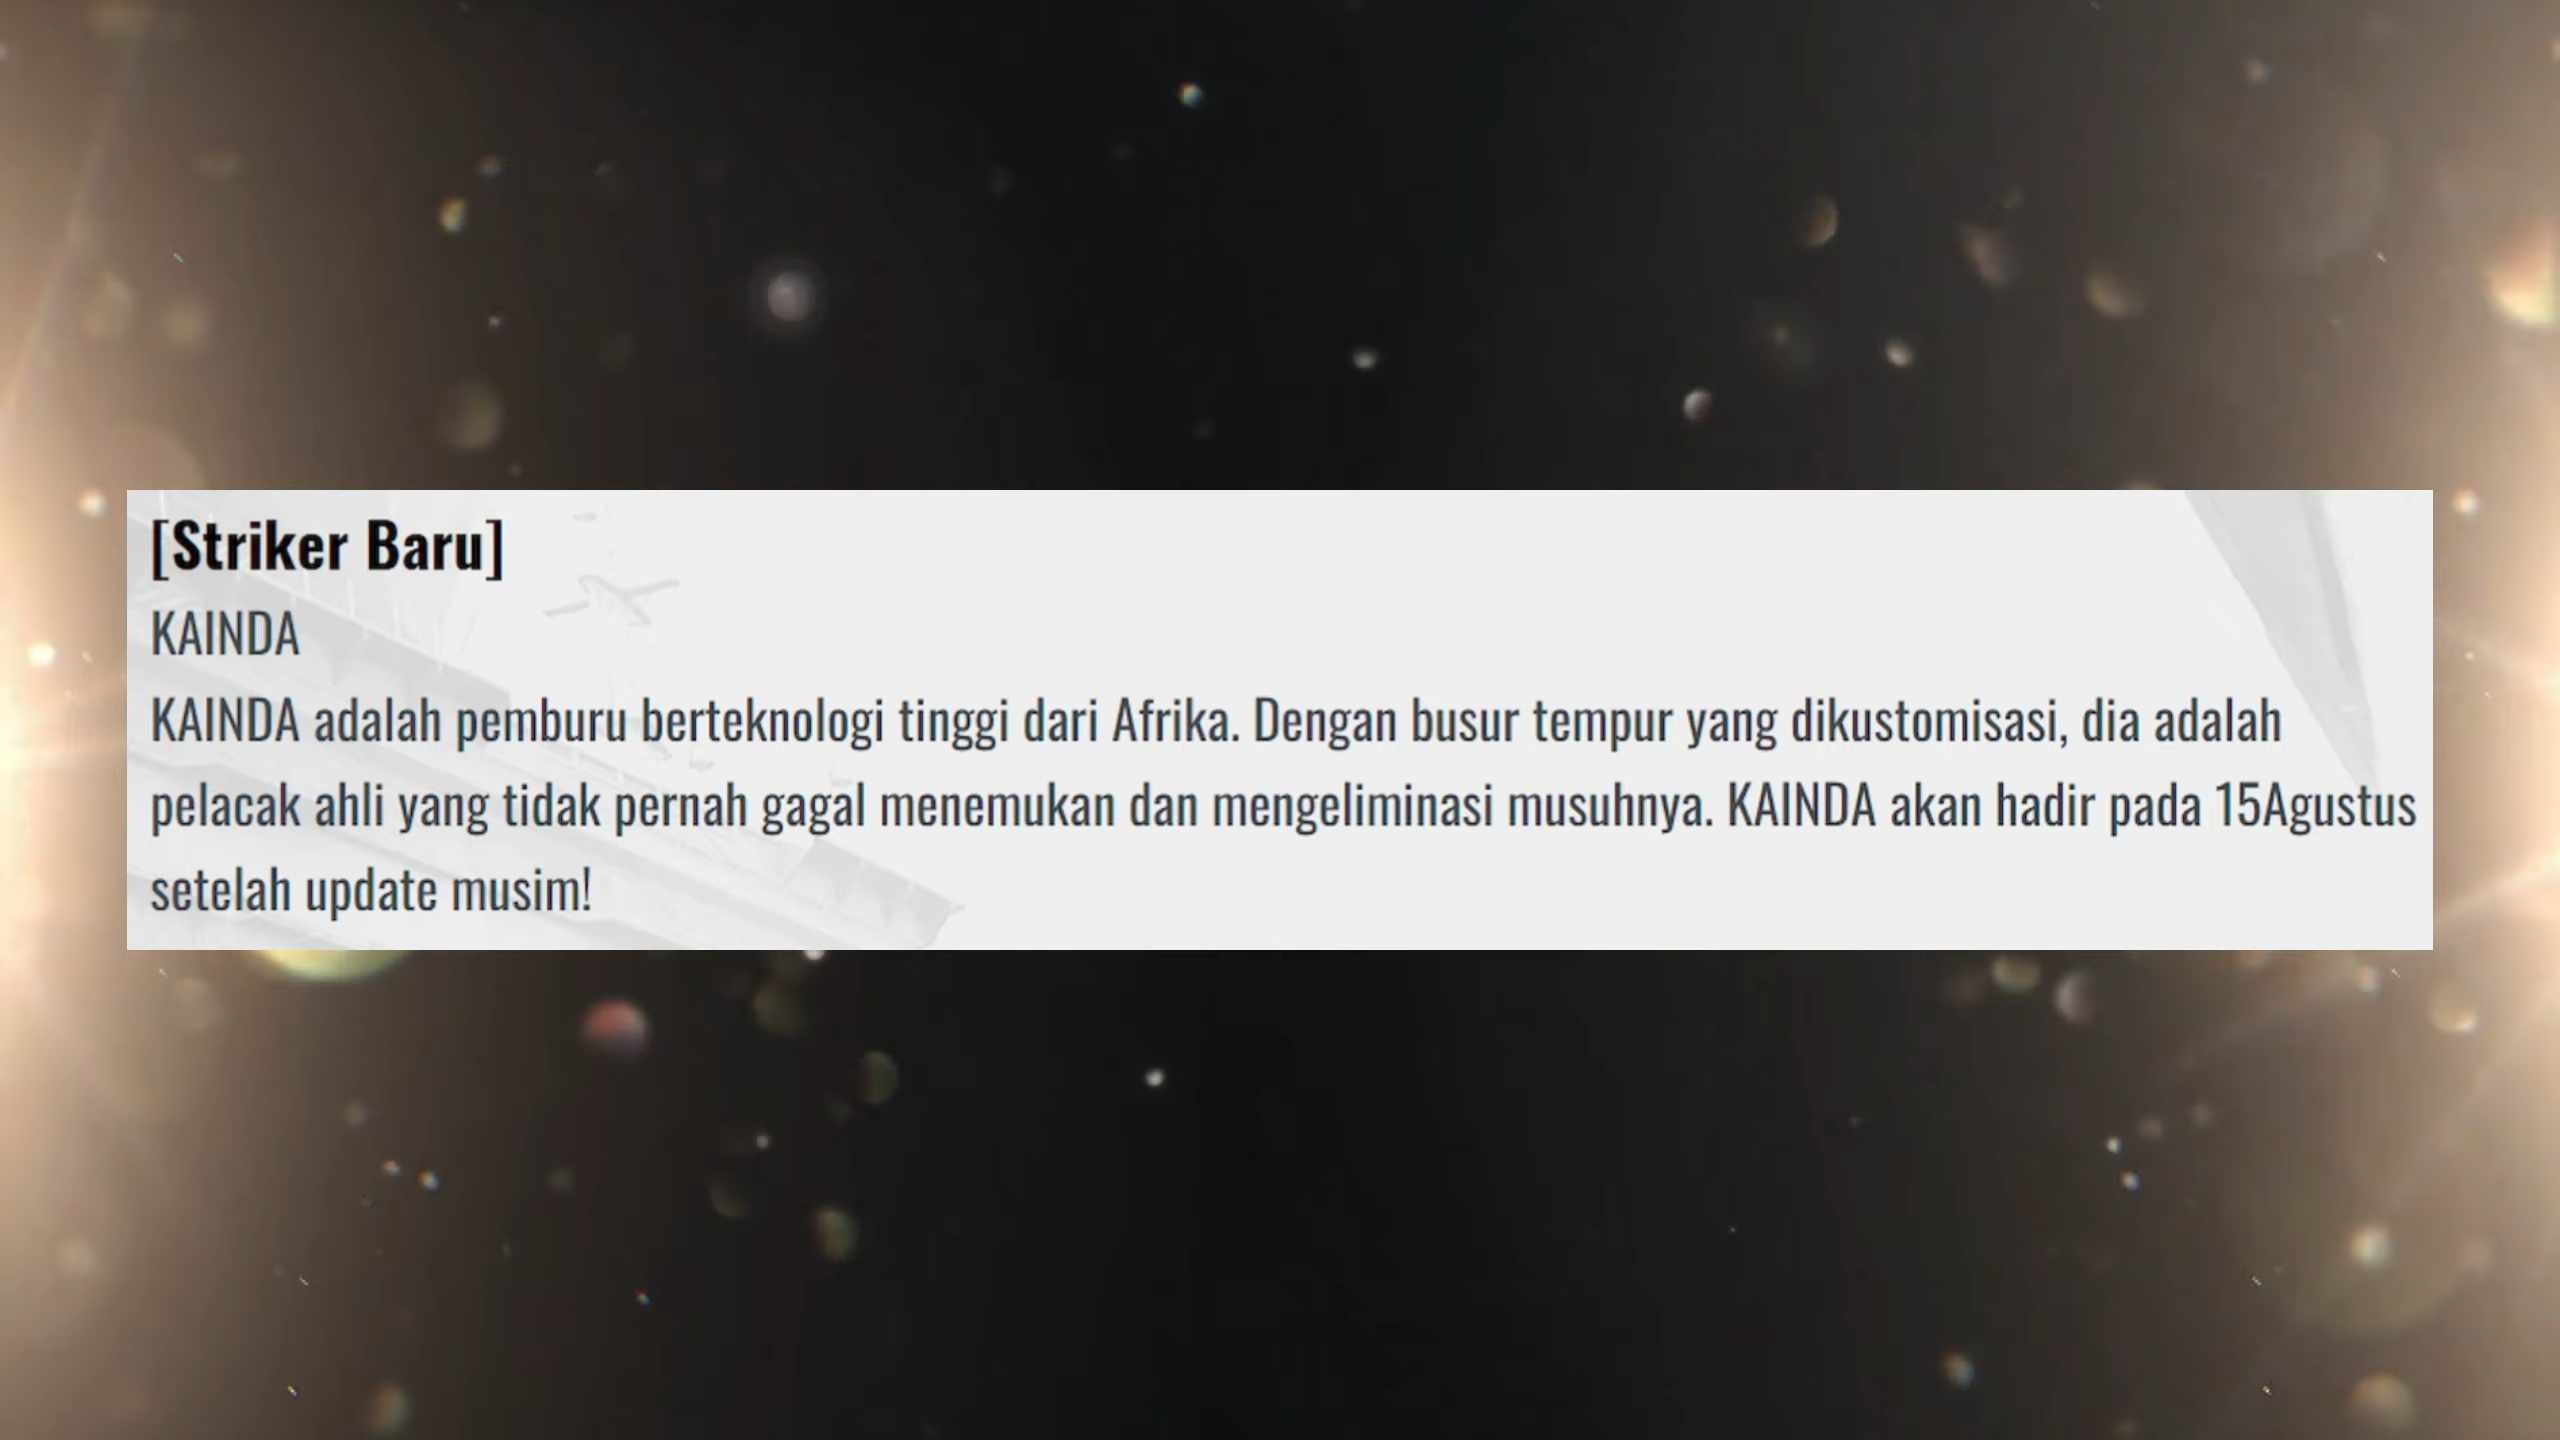 [Striker Baru]
KAINDA
KAINDA adalah pemburu berteknologi tinggi dari Afrika. Dengan busur tempur yang dikustomisasi, dia adalah
pelacak ahli yang tidak pernah gagal menemukan dan mengeliminasi musuhnya. KAINDA akan hadir pada 15Agustus
setelah update musim!